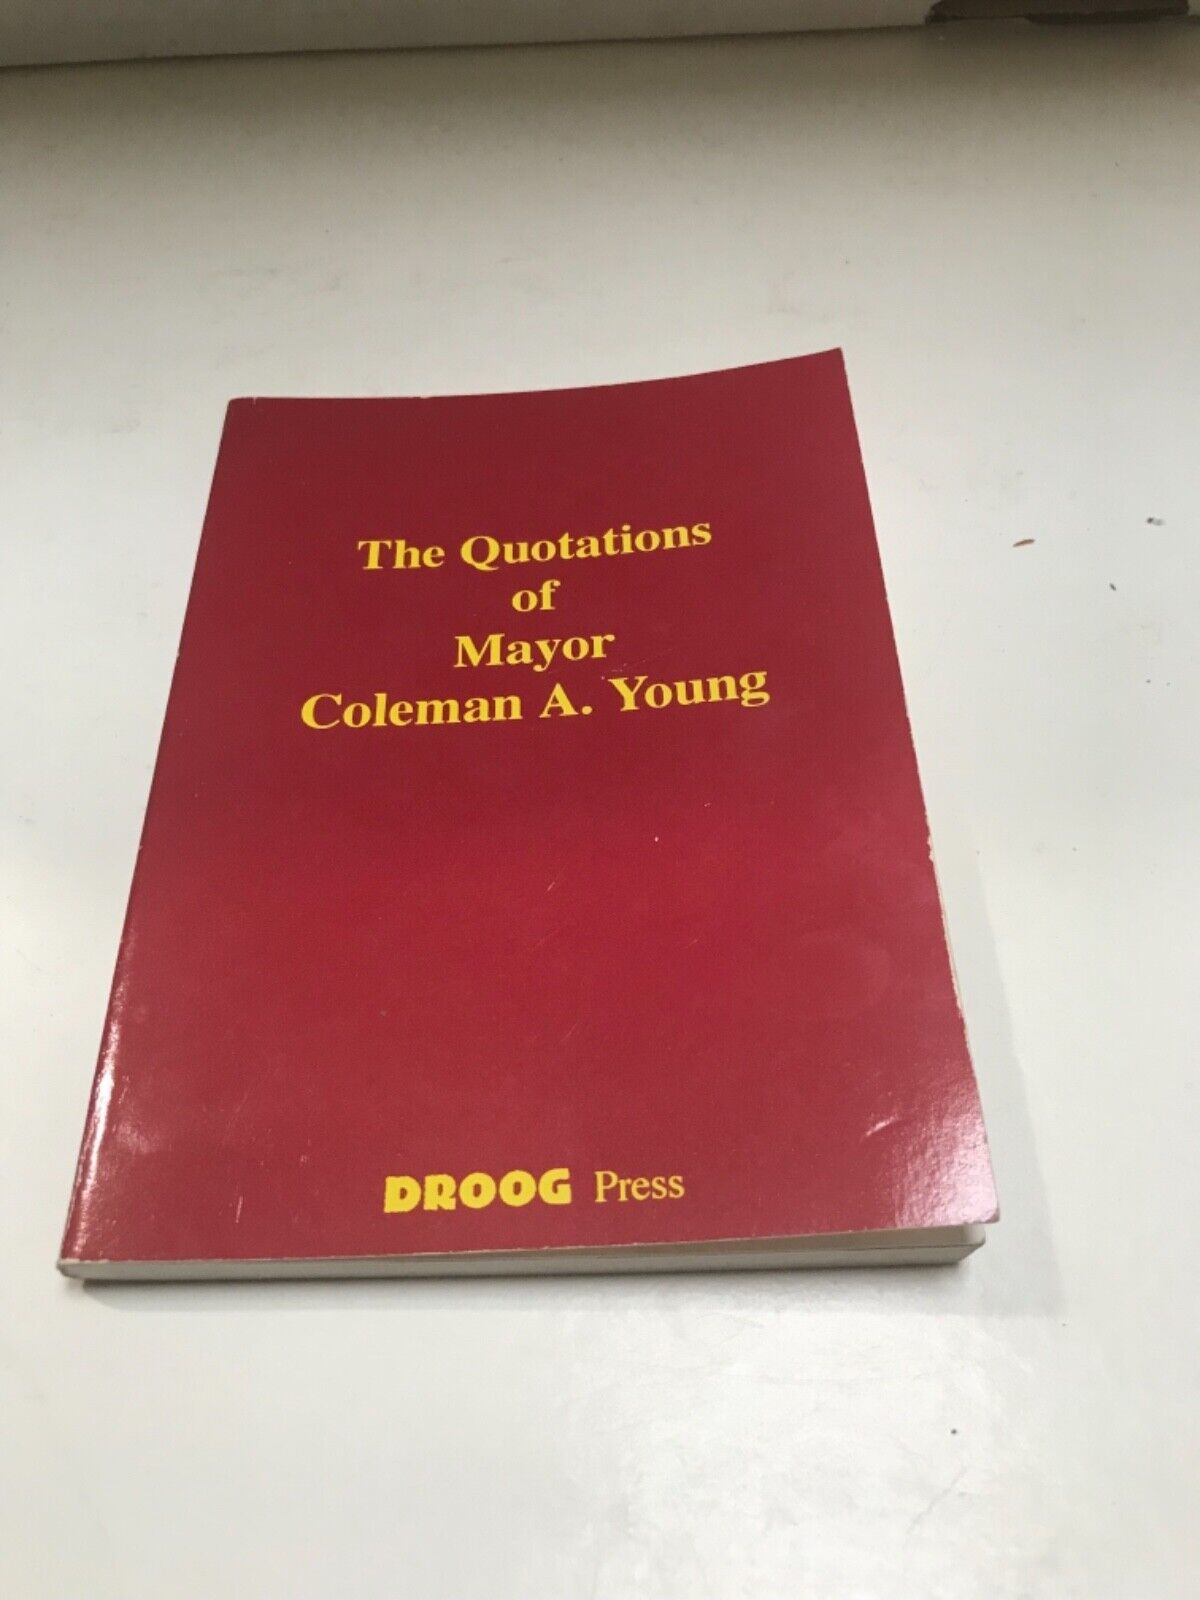 The Quotations
of
Mayor
Coleman A. Young
DROOG Press